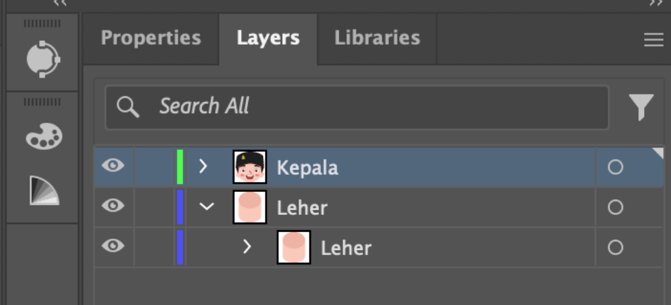 Properties Layers Libraries
Search All
Kepala
Leher
Leher